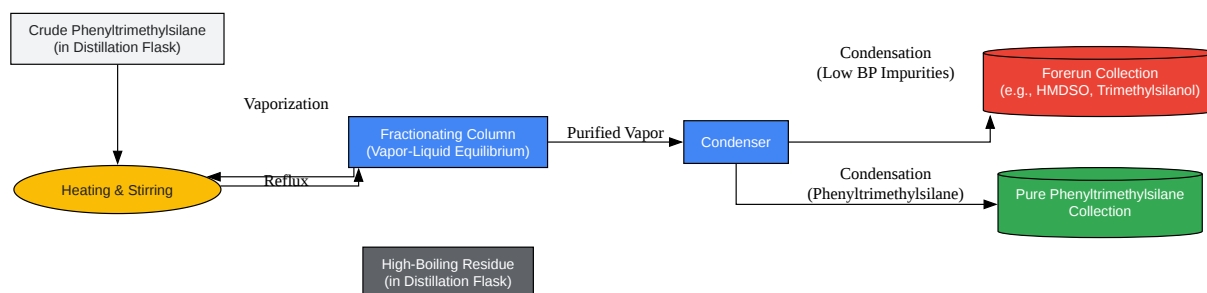 Crude Phenyltrimethylsilane
(in Distillation Flask)
Vaporization
Heating & Stirring
Reflux
Fractionating Column
(Vapor-Liquid Equilibrium)
Purified Vapor
Condenser
Condensation
(Low BP Impurities)
Forerun Collection
(e.g., HMDSO, Trimethylsilanol)
Condensation
(Phenyltrimethylsilane)
Pure Phenyltrimethylsilane
Collection
High-Boiling Residue
(in Distillation Flask)